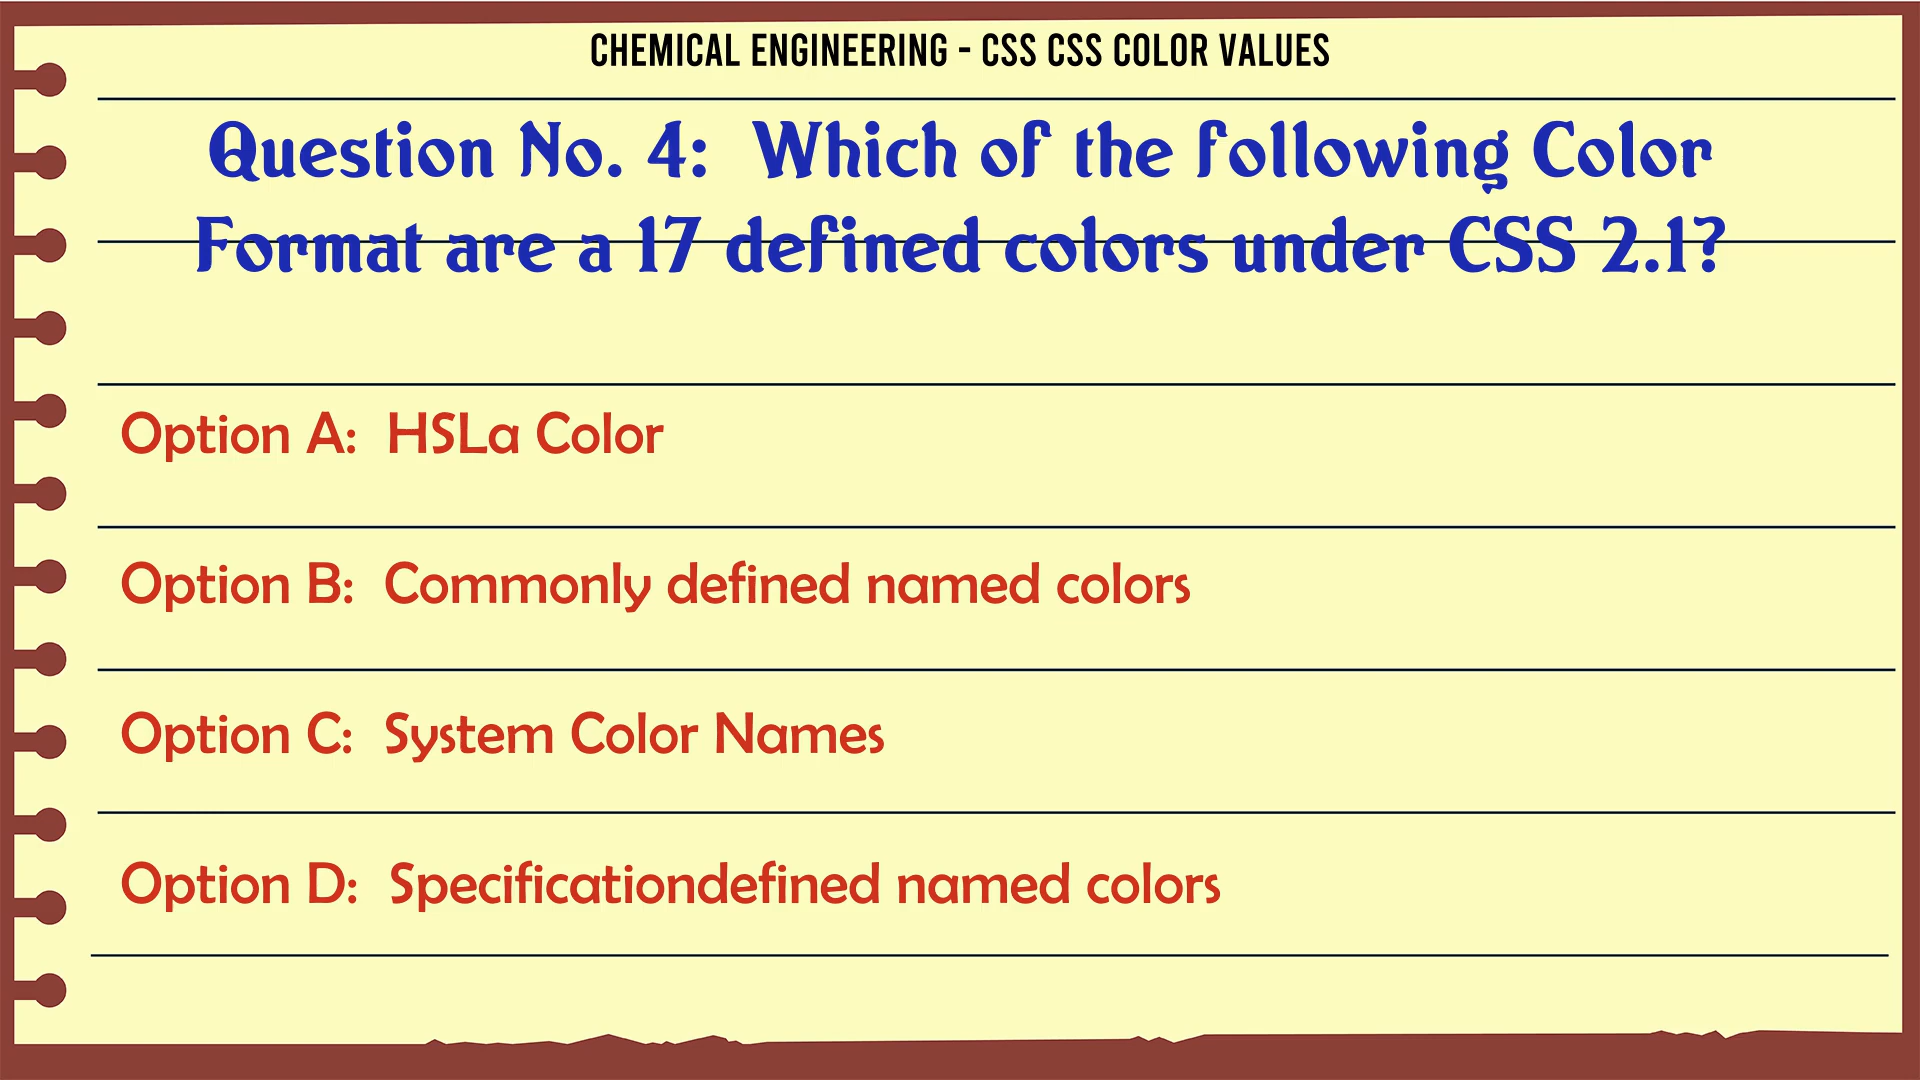 CHEMICAL ENGINEERING - CSS CSS COLOR VALUES
Question No. 4: Which of the following Color
Format are a 17 defined colors under CSS 2.1?
Option A: HSLa Color
Option B: Commonly defined named colors
Option C: System Color Names
Option D: Specificationdefined named colors